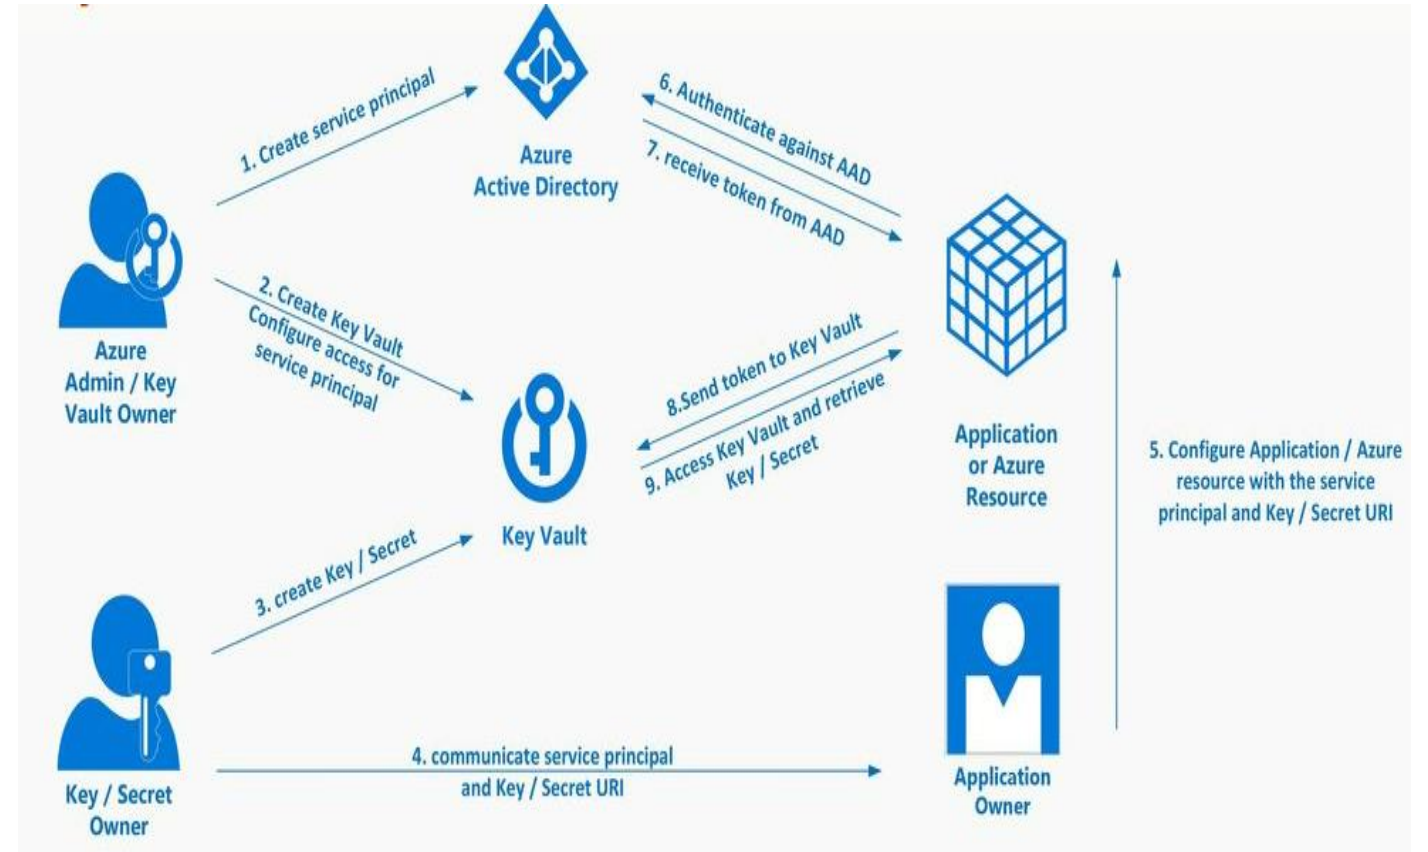 1. Create service principal
Azure
Active Directory
6. Authenticate against AAD
7. receive token from AAD
Azure
Admin / Key
Vault Owner
2. Create Key Vault
Configure access for
service principal
8.Send token to Key Vault
9. Access Key Vault and retrieve
Key / Secret
Key Vault
Application
or Azure
Resource
5. Configure Application / Azure
resource with the service
principal and Key / Secret URI
3. create Key / Secret
Key / Secret
Owner
4. communicate service principal
and Key / Secret URI
Application
Owner